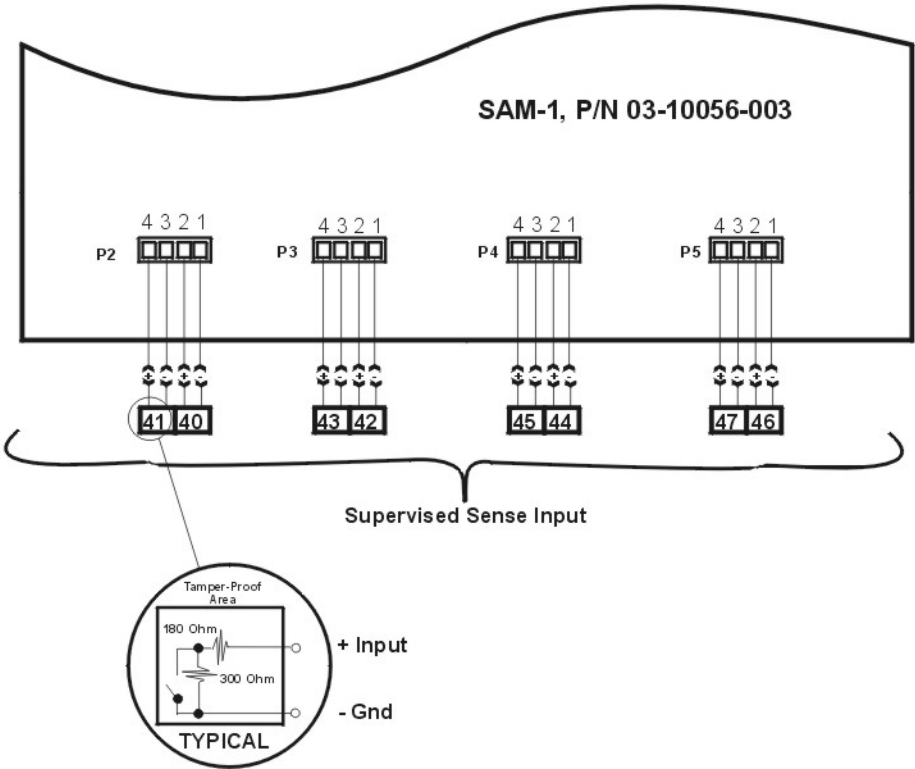 SAM-1, P/N 03-10056-003
4 3 2 1
4 3 2 1
4 3 2 1
4 3 2 1
P2
P3
P4
P5
+ - + -
+ - + -
+ - + -
+ - + -
41 40
43 42
45 44
47 46
Supervised Sense Input
Tamper-Proof
Area
180 Ohm
+ Input
300 Ohm
- Gnd
TYPICAL